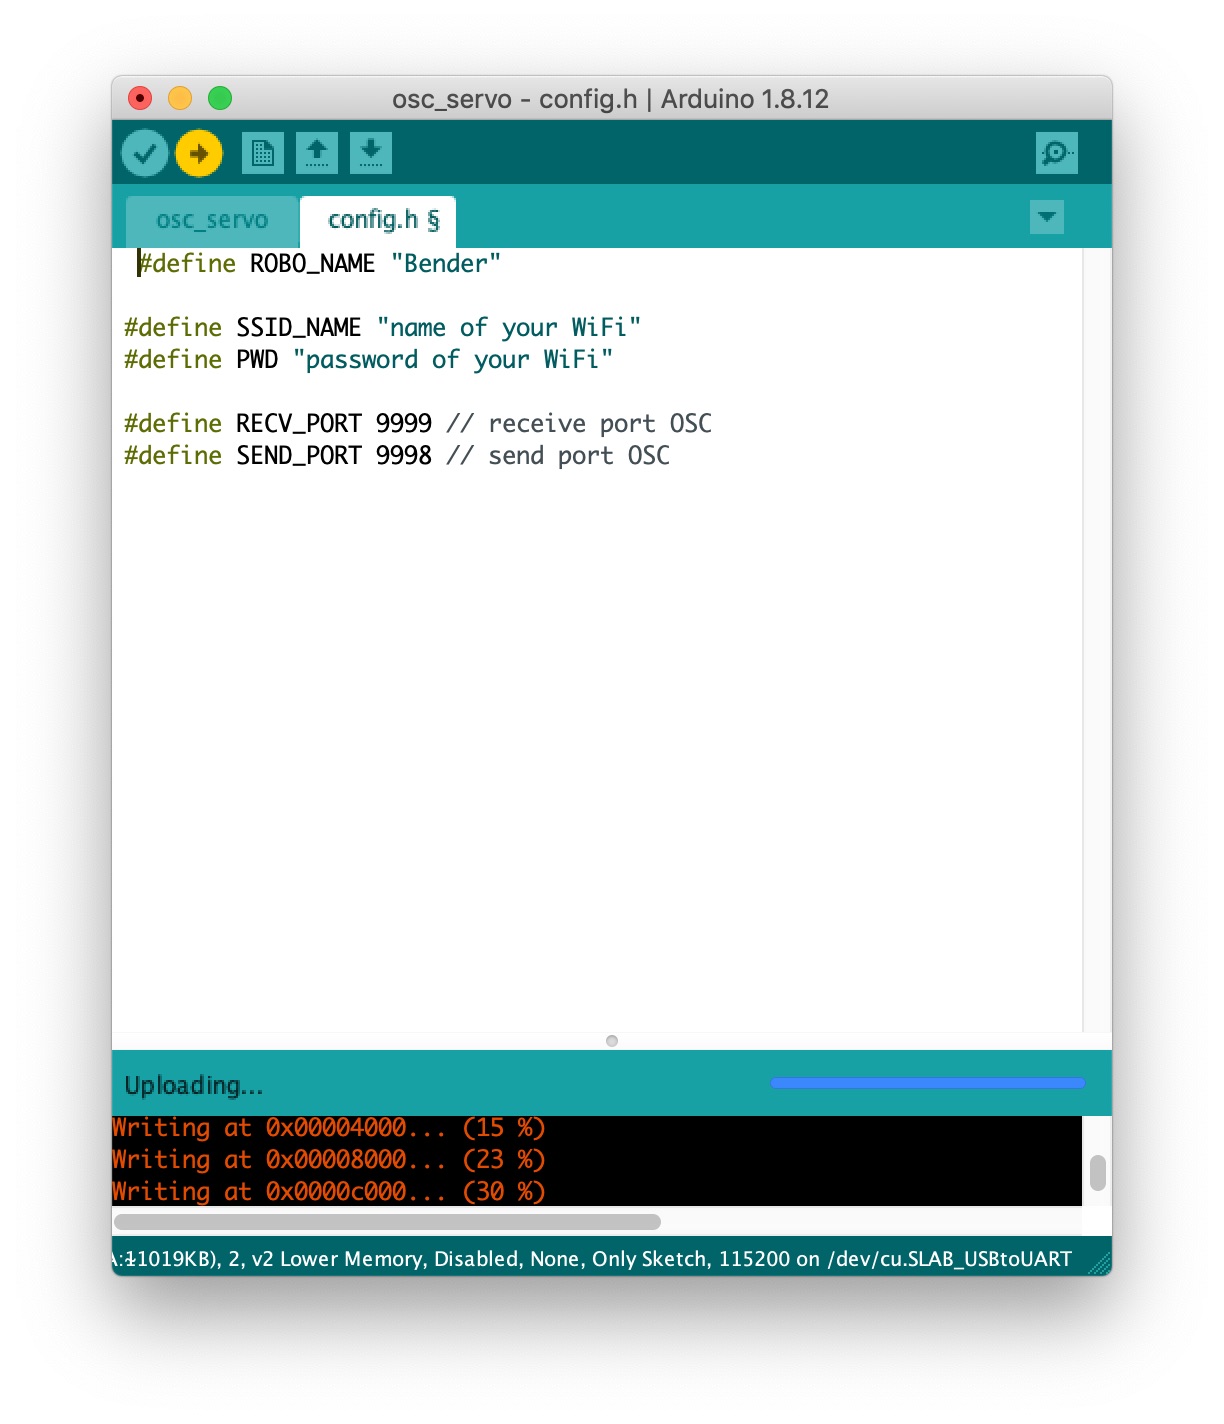 osc_servo - config.h | Arduino 1.8.12
osc_servo
config.h §
#define ROBO_NAME "Bender"
#define SSID_NAME "name of your WiFi"
#define PWD "password of your WiFi"
#define RECV_PORT 9999 // receive port OSC
#define SEND_PORT 9998 // send port OSC
Uploading...
Writing at 0x00004000... (15 %)
Writing at 0x00008000... (23 %)
Writing at 0x0000c000... (30 %)
1019KB), 2, v2 Lower Memory, Disabled, None, Only Sketch, 115200 on /dev/cu.SLAB_USBtoUART